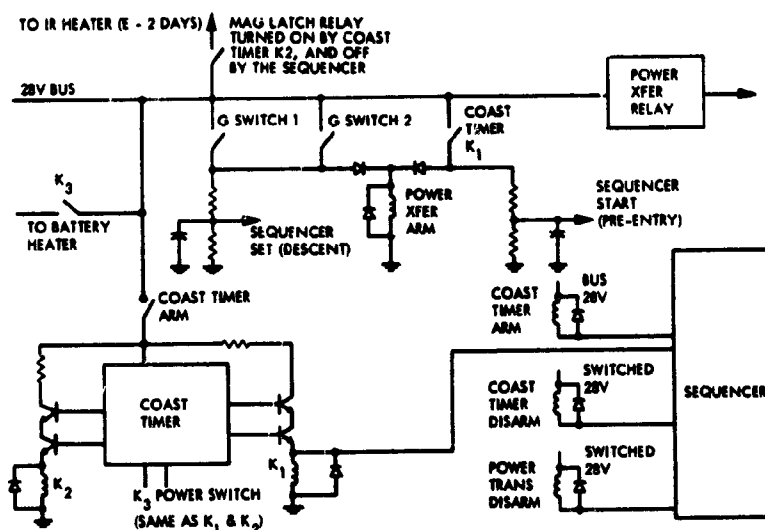 TO IR HEATER (E - 2 DAYS)
MAG LATCH RELAY
TURNED ON BY COAST
TIMER K2, AND OFF
BY THE SEQUENCER
28V BUS
POWER
XFER
RELAY
G SWITCH 1
G SWITCH 2
COAST
TIMER
K1
K3
TO BATTERY
HEATER
SEQUENCER
SET (DESCENT)
POWER
XFER
ARM
SEQUENCER
START
(PRE-ENTRY)
COAST TIMER
ARM
COAST
TIMER
ARM
BUS
28V
COAST
TIMER
K2
K1
K3 POWER SWITCH
(SAME AS K1 & K2)
COAST
TIMER
DISARM
SWITCHED
28V
POWER
TRANS
DISARM
SWITCHED
28V
SEQUENCER